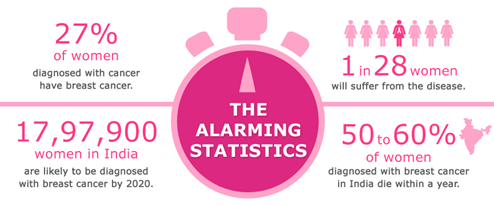 27%
of women
diagnosed with cancer
have breast cancer.
1 in 28 women
will suffer from the disease.
THE
ALARMING
STATISTICS
17,97,900
women in India
are likely to be diagnosed
with breast cancer by 2020.
50 to 60%
of women
diagnosed with breast cancer
in India die within a year.